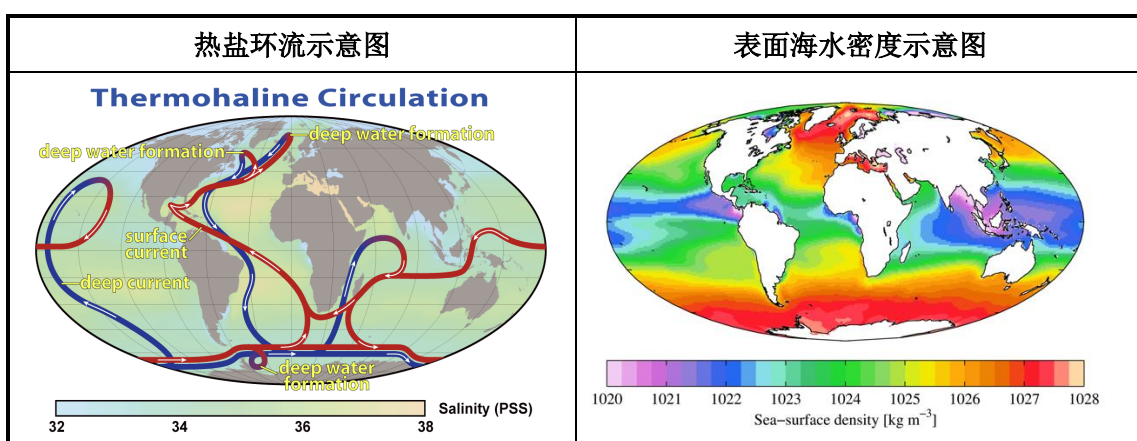 热盐环流示意图
表面海水密度示意图
Thermohaline Circulation
deep water formation
deep water formation
surface
current
deep current
deep water
formation
Salinity (PSS)
32 34 36 38
1020 1021 1022 1023 1024 1025 1026 1027 1028
Sea−surface density [kg m⁻³]